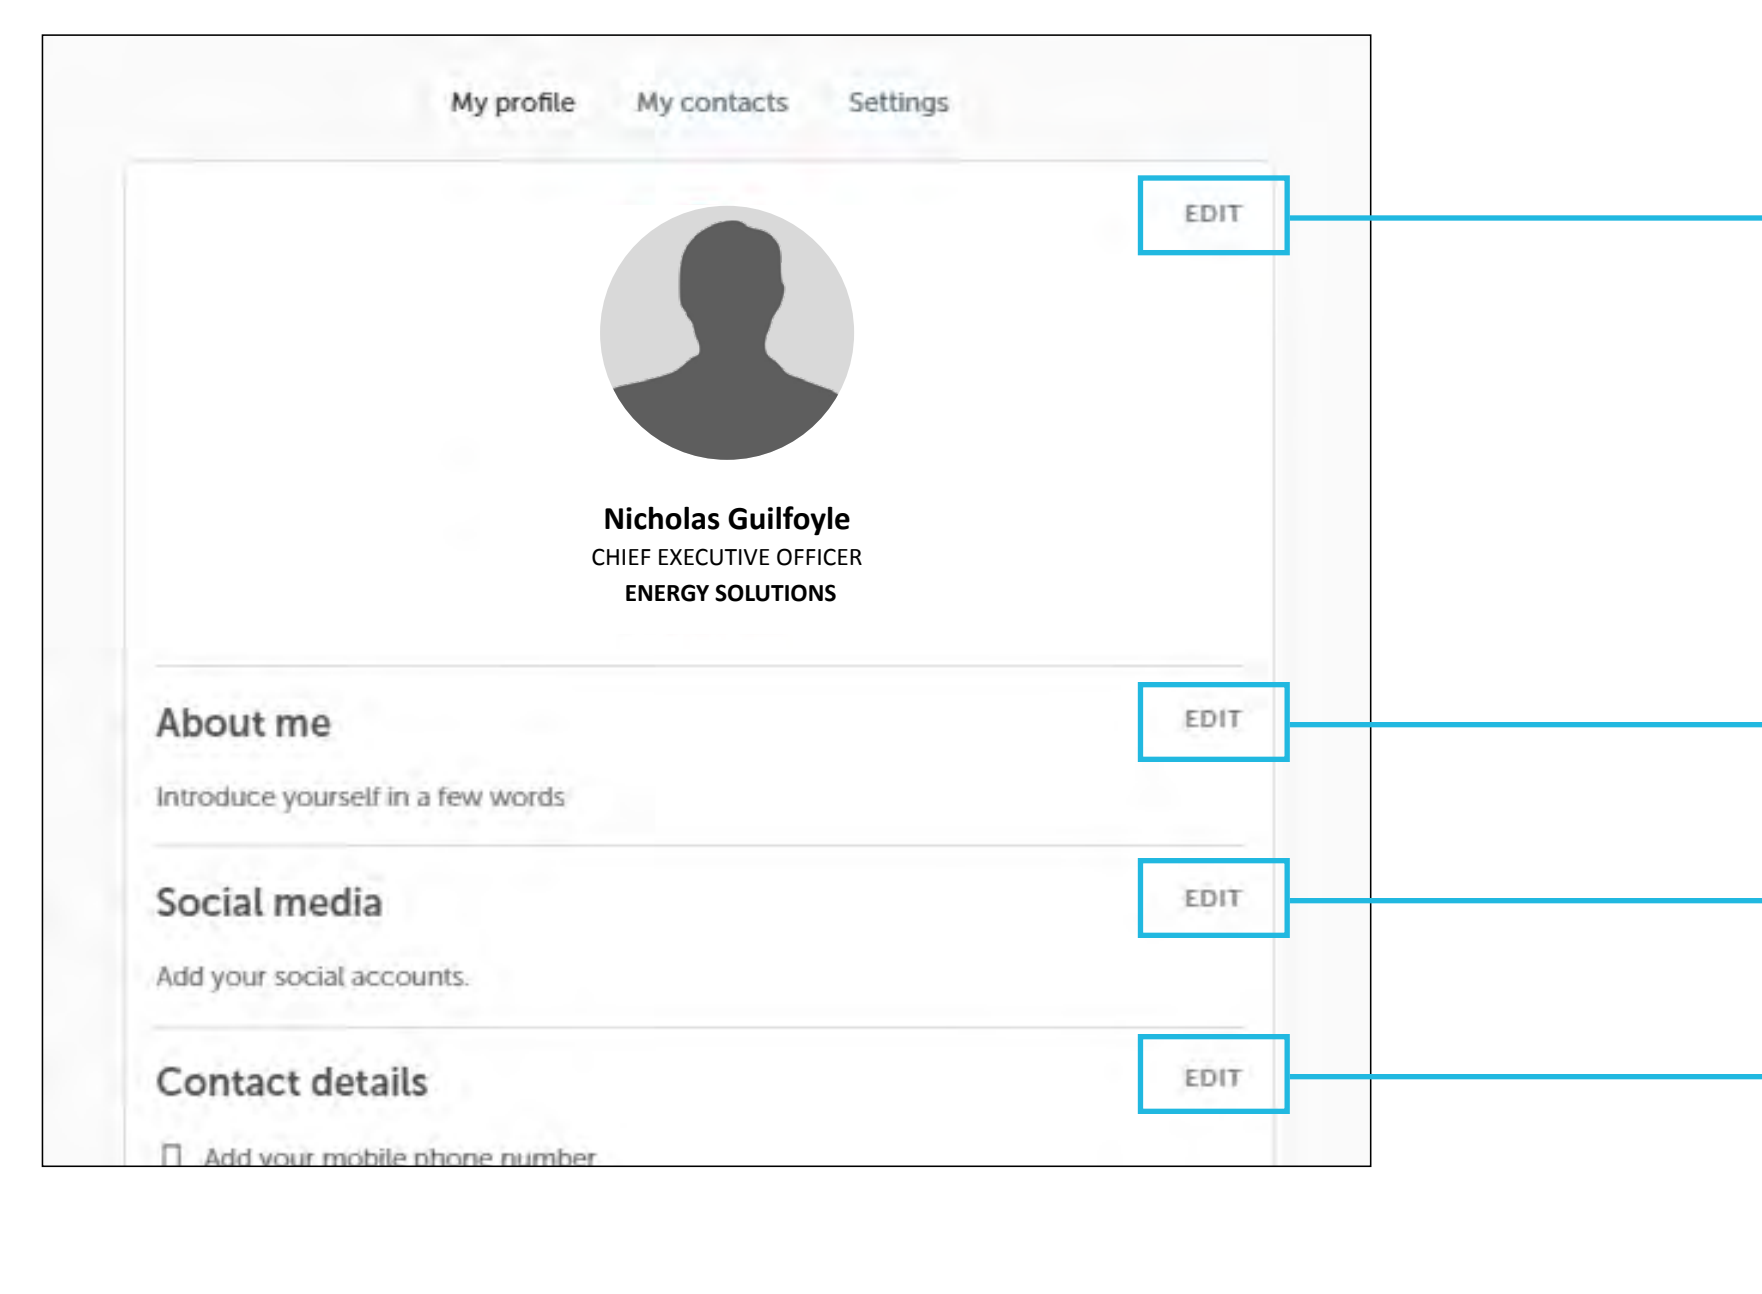 My profile My contacts Settings
EDIT
Nicholas Guilfoyle
CHIEF EXECUTIVE OFFICER
ENERGY SOLUTIONS
About me EDIT
Introduce yourself in a few words
Social media EDIT
Add your social accounts.
Contact details EDIT
Add your mobile phone number